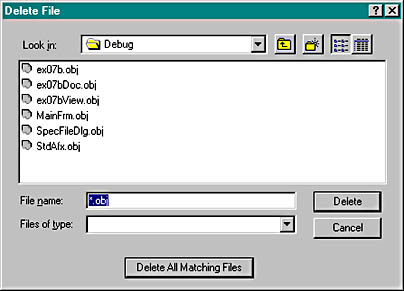 Delete File
Look in: Debug
ex07b.obj
ex07bDoc.obj
ex07bView.obj
MainFrm.obj
SpecFileDlg.obj
StdAfx.obj
File name: *.obj Delete
Files of type: Cancel
Delete All Matching Files